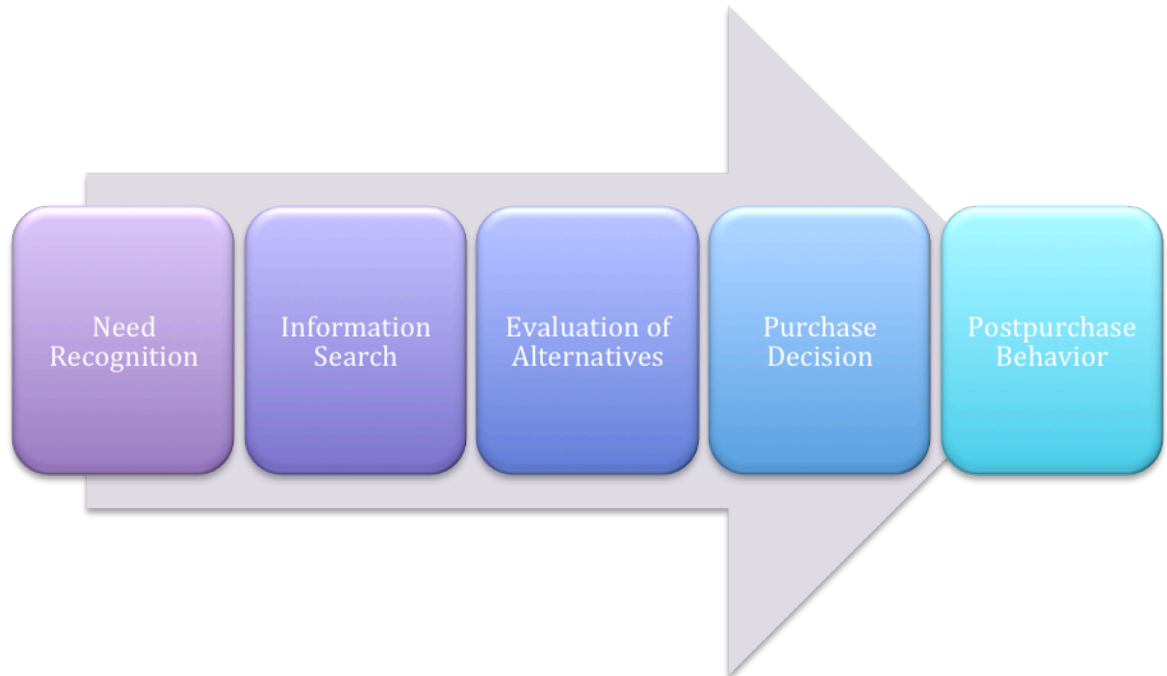 Need
Recognition
Information
Search
Evaluation of
Alternatives
Purchase
Decision
Postpurchase
Behavior